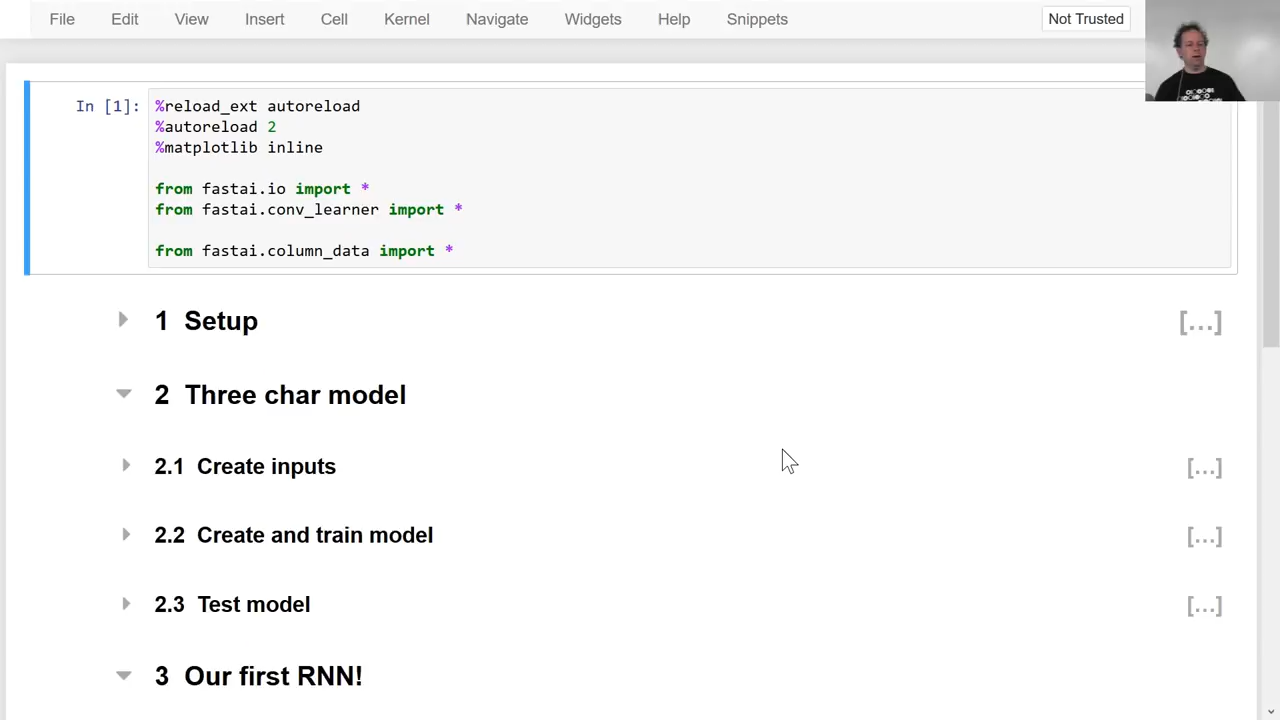 File Edit View Insert Cell Kernel Navigate Widgets Help Snippets Not Trusted
In [1]:
%reload_ext autoreload
%autoreload 2
%matplotlib inline
from fastai.io import *
from fastai.conv_learner import *
from fastai.column_data import *
1 Setup [...]
2 Three char model
2.1 Create inputs [...]
2.2 Create and train model [...]
2.3 Test model [...]
3 Our first RNN!